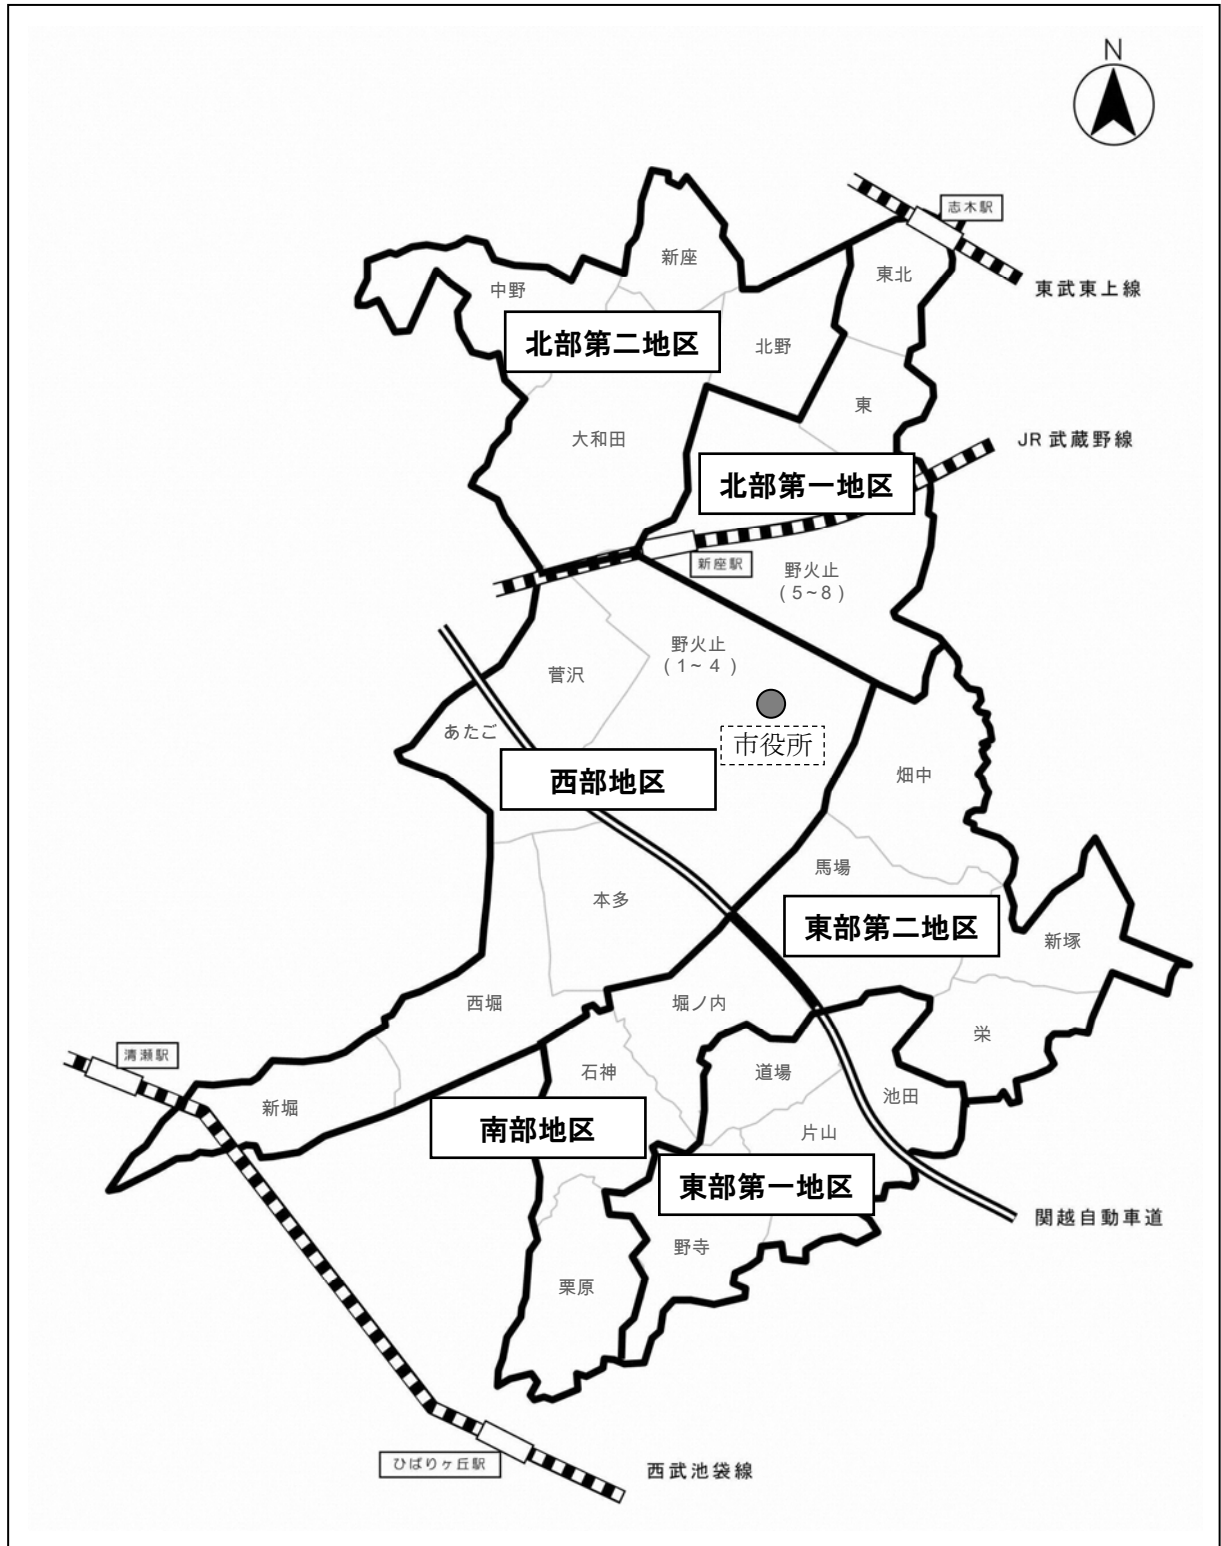 N
志木駅
新座
東北
東武東上線
中野
北部第二地区
北野
東
大和田
JR 武蔵野線
北部第一地区
新座駅
野火止
(5~8)
野火止
(1~4)
菅沢
あたご
市役所
西部地区
畑中
馬場
本多
東部第二地区
新塚
西堀
堀ノ内
栄
清瀬駅
石神
道場
池田
新堀
南部地区
片山
東部第一地区
関越自動車道
野寺
栗原
ひばりヶ丘駅
西武池袋線